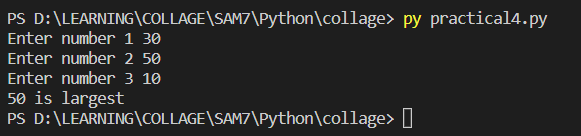 PS D:\LEARNING\COLLAGE\SAM7\Python\collage> py practical4.py
Enter number 1 30
Enter number 2 50
Enter number 3 10
50 is largest
PS D:\LEARNING\COLLAGE\SAM7\Python\collage>